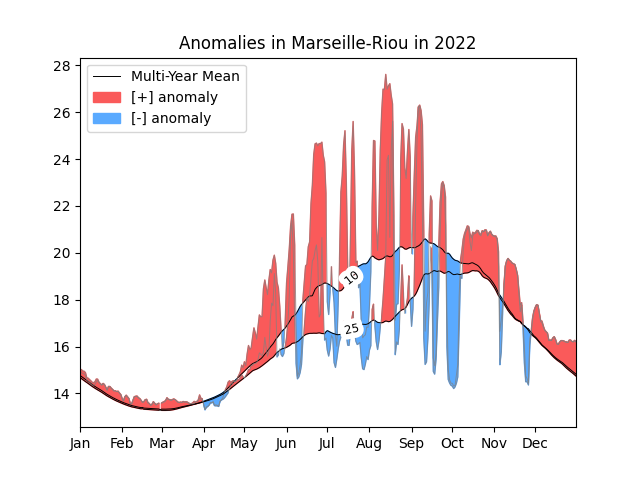 Anomalies in Marseille-Riou in 2022
Multi-Year Mean
[+] anomaly
[-] anomaly
28
26
24
22
20
18
16
14
10
25
Jan Feb Mar Apr May Jun Jul Aug Sep Oct Nov Dec